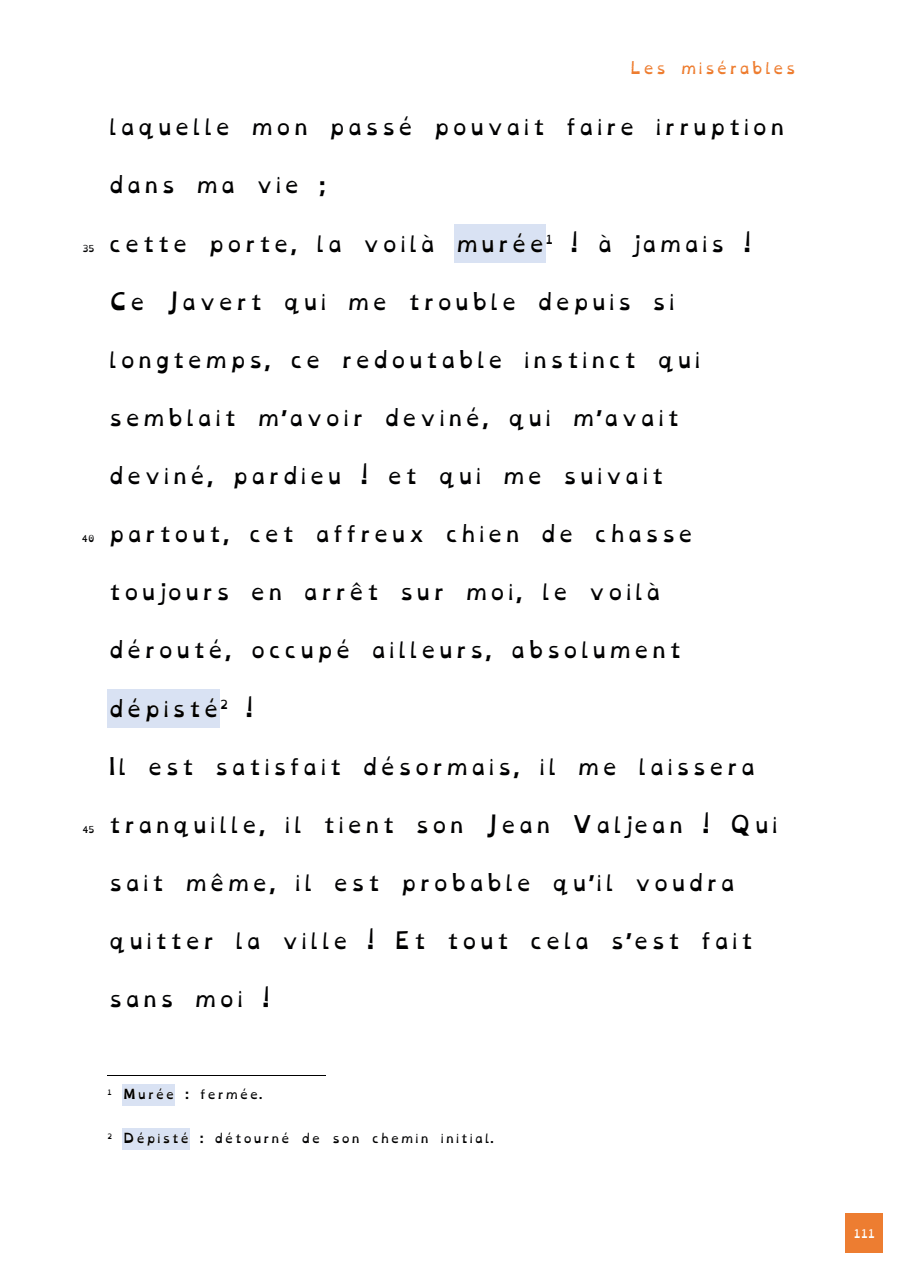 Les misérables
laquelle mon passé pouvait faire irruption
dans ma vie ;
35 cette porte, la voilà murée¹ ! à jamais !
Ce Javert qui me trouble depuis si
longtemps, ce redoutable instinct qui
semblait m’avoir deviné, qui m’avait
deviné, pardieu ! et qui me suivait
40 partout, cet affreux chien de chasse
toujours en arrêt sur moi, le voilà
dérouté, occupé ailleurs, absolument
dépisté² !
Il est satisfait désormais, il me laissera
45 tranquille, il tient son Jean Valjean ! Qui
sait même, il est probable qu’il voudra
quitter la ville ! Et tout cela s’est fait
sans moi !
¹ Murée : fermée.
² Dépisté : détourné de son chemin initial.
111